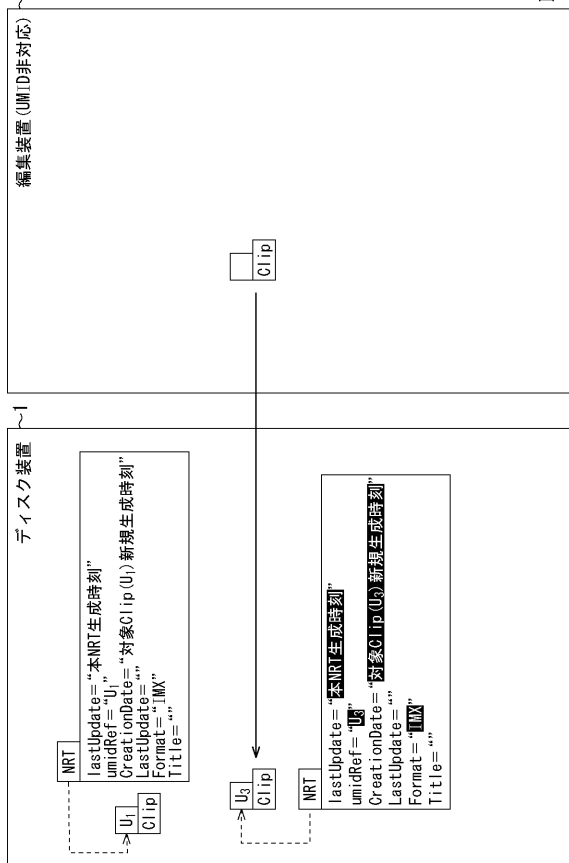 ディスク装置 ~1
NRT
lastUpdate=“本NRT生成時刻”
umidRef=“U1”
CreationDate=“対象Clip(U1)新規生成時刻”
LastUpdate=“”
Format=“IMX”
Title=“”
U1
Clip
U3
Clip
NRT
lastUpdate=“本NRT生成時刻”
umidRef=“U3”
CreationDate=“対象Clip(U3)新規生成時刻”
LastUpdate=“”
Format=“IMX”
Title=“”
編集装置(UMID非対応)
Clip